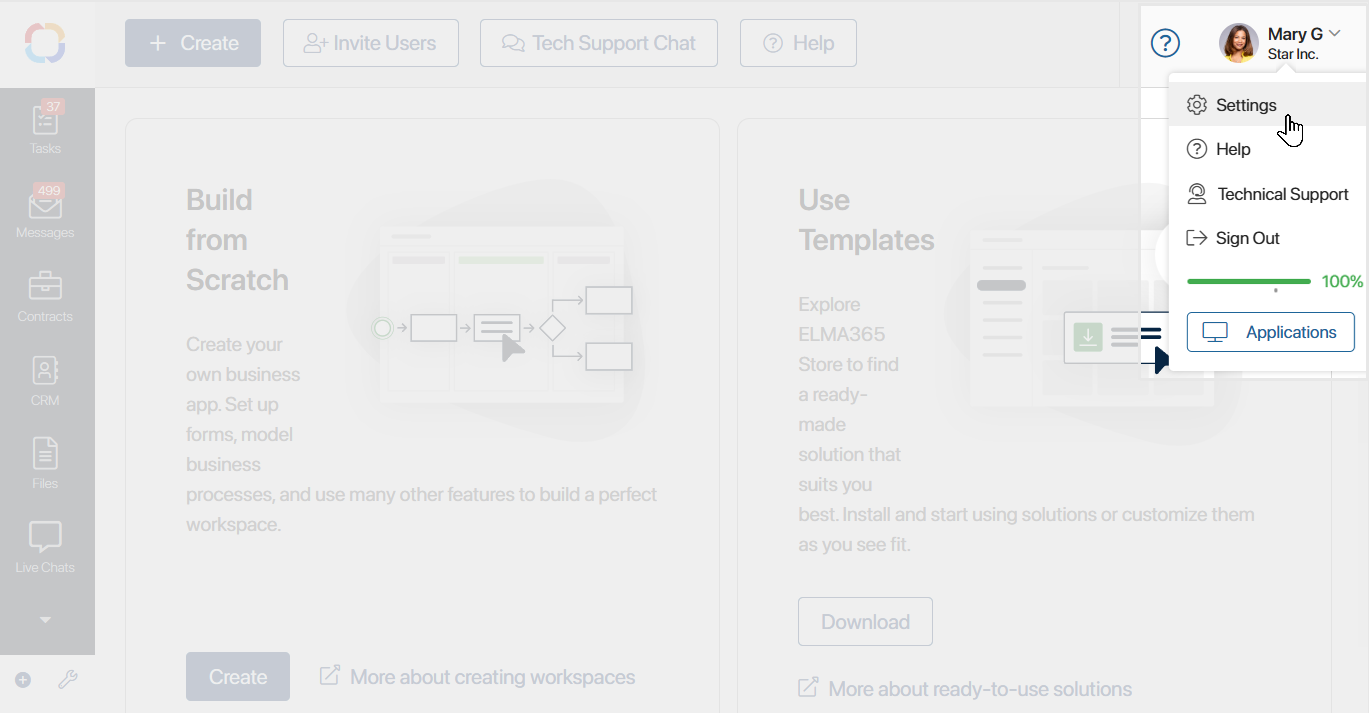 Create
Invite Users
Tech Support Chat
Help
?
Mary G
Star Inc.
37
Tasks
499
Messages
Contracts
CRM
Files
Live Chats
Settings
Help
Technical Support
Sign Out
100%
Applications
Build
from
Scratch
Create your
own business
app. Set up
forms, model
business
processes, and use many other features to build a perfect
workspace.
Create
More about creating workspaces
Use
Templates
Explore
ELMA365
Store to find
a ready-
made
solution that
suits you
best. Install and start using solutions or customize them
as you see fit.
Download
More about ready-to-use solutions